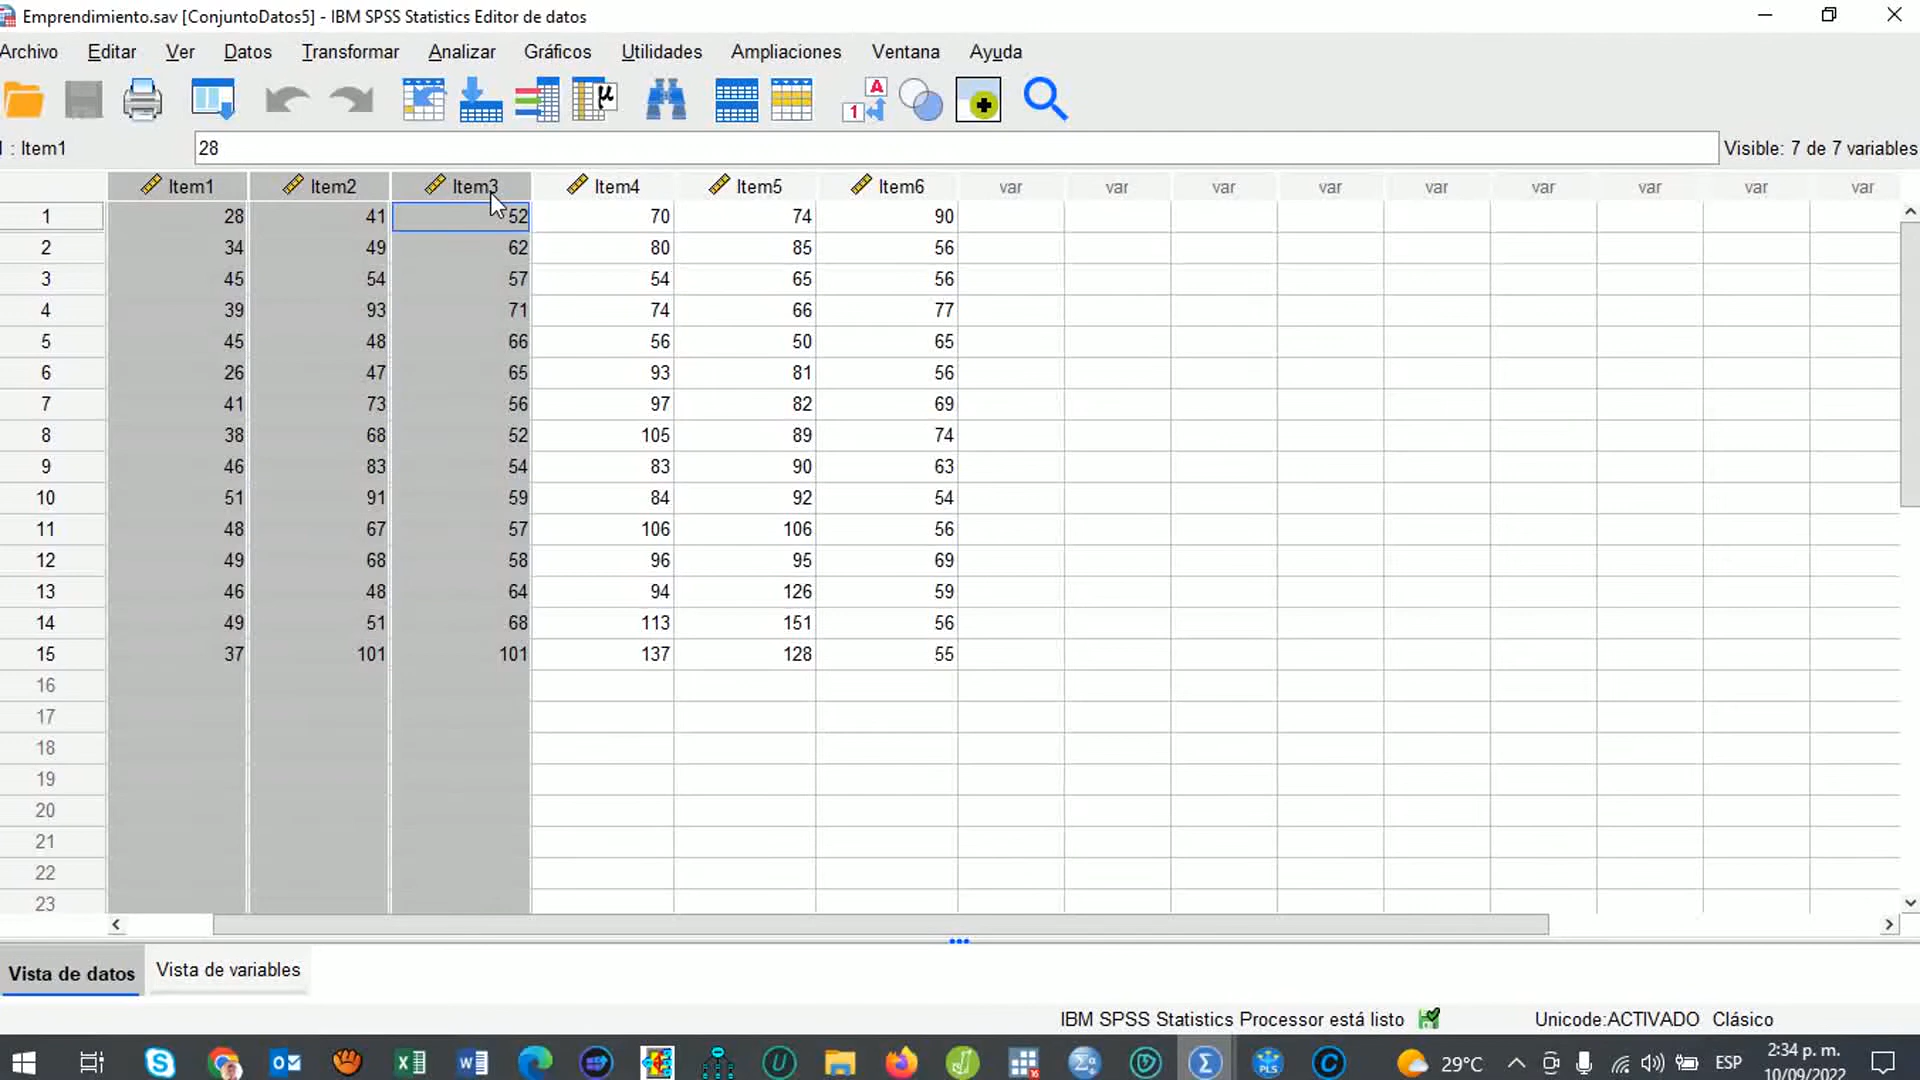 Emprendimiento.sav [ConjuntoDatos5] - IBM SPSS Statistics Editor de datos
Archivo Editar Ver Datos Transformar Analizar Gráficos Utilidades Ampliaciones Ventana Ayuda
: Item1 28 Visible: 7 de 7 variables
Item1 Item2 Item3 Item4 Item5 Item6 var var var var var var var var var
1 28 41 52 70 74 90
2 34 49 62 80 85 56
3 45 54 57 54 65 56
4 39 93 71 74 66 77
5 45 48 66 56 50 65
6 26 47 65 93 81 56
7 41 73 56 97 82 69
8 38 68 52 105 89 74
9 46 83 54 83 90 63
10 51 91 59 84 92 54
11 48 67 57 106 106 56
12 49 68 58 96 95 69
13 46 48 64 94 126 59
14 49 51 68 113 151 56
15 37 101 101 137 128 55
16
17
18
19
20
21
22
23
Vista de datos Vista de variables
IBM SPSS Statistics Processor está listo Unicode:ACTIVADO Clásico
29°C ESP 2:34 p. m.
10/09/2022